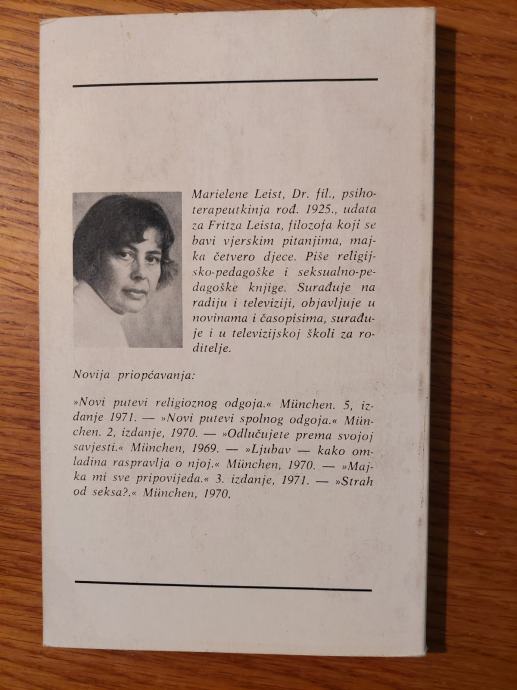 Marielene Leist, Dr. fil., psiho-
terapeutkinja rođ. 1925., udata
za Fritza Leista, filozofa koji se
bavi vjerskim pitanjima, maj-
ka četvero djece. Piše religij-
sko-pedagoške i seksualno-pe-
dagoške knjige. Surađuje na
radiju i televiziji, objavljuje u
novinama i časopisima, surađu-
je i u televizijskoj školi za ro-
ditelje.
Novija priopćavanja:
»Novi putevi religioznog odgoja.« München. 5, iz-
danje 1971. — »Novi putevi spolnog odgoja.« Mün-
chen. 2, izdanje, 1970. — »Odlučujete prema svojoj
savjesti.« München, 1969. — »Ljubav — kako om-
ladina raspravlja o njoj.« München, 1970. — »Maj-
ka mi sve pripovijeda.« 3. izdanje, 1971. — »Strah
od seksa?.« München, 1970.